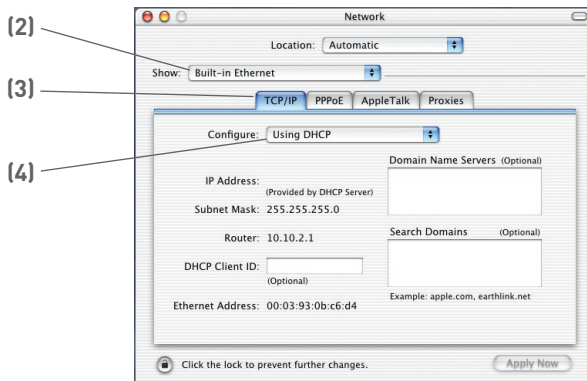 Network
(2)
Location: Automatic
Show: Built-in Ethernet
(3)
TCP/IP PPPoE AppleTalk Proxies
Configure: Using DHCP
(4)
Domain Name Servers (Optional)
IP Address:
(Provided by DHCP Server)
Subnet Mask: 255.255.255.0
Router: 10.10.2.1
Search Domains (Optional)
DHCP Client ID:
(Optional)
Example: apple.com, earthlink.net
Ethernet Address: 00:03:93:0b:c6:d4
Click the lock to prevent further changes.
Apply Now